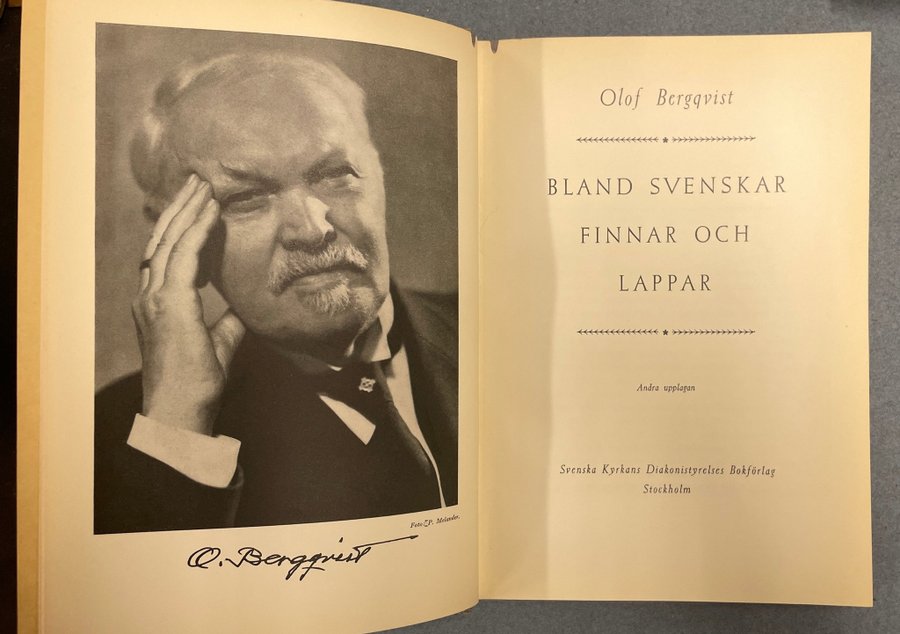 Foto: P. Melander.
O. Bergqvist
Olof Bergqvist
BLAND SVENSKAR
FINNAR OCH
LAPPAR
Andra upplagan
Svenska Kyrkans Diakonistyrelses Bokförlag
Stockholm